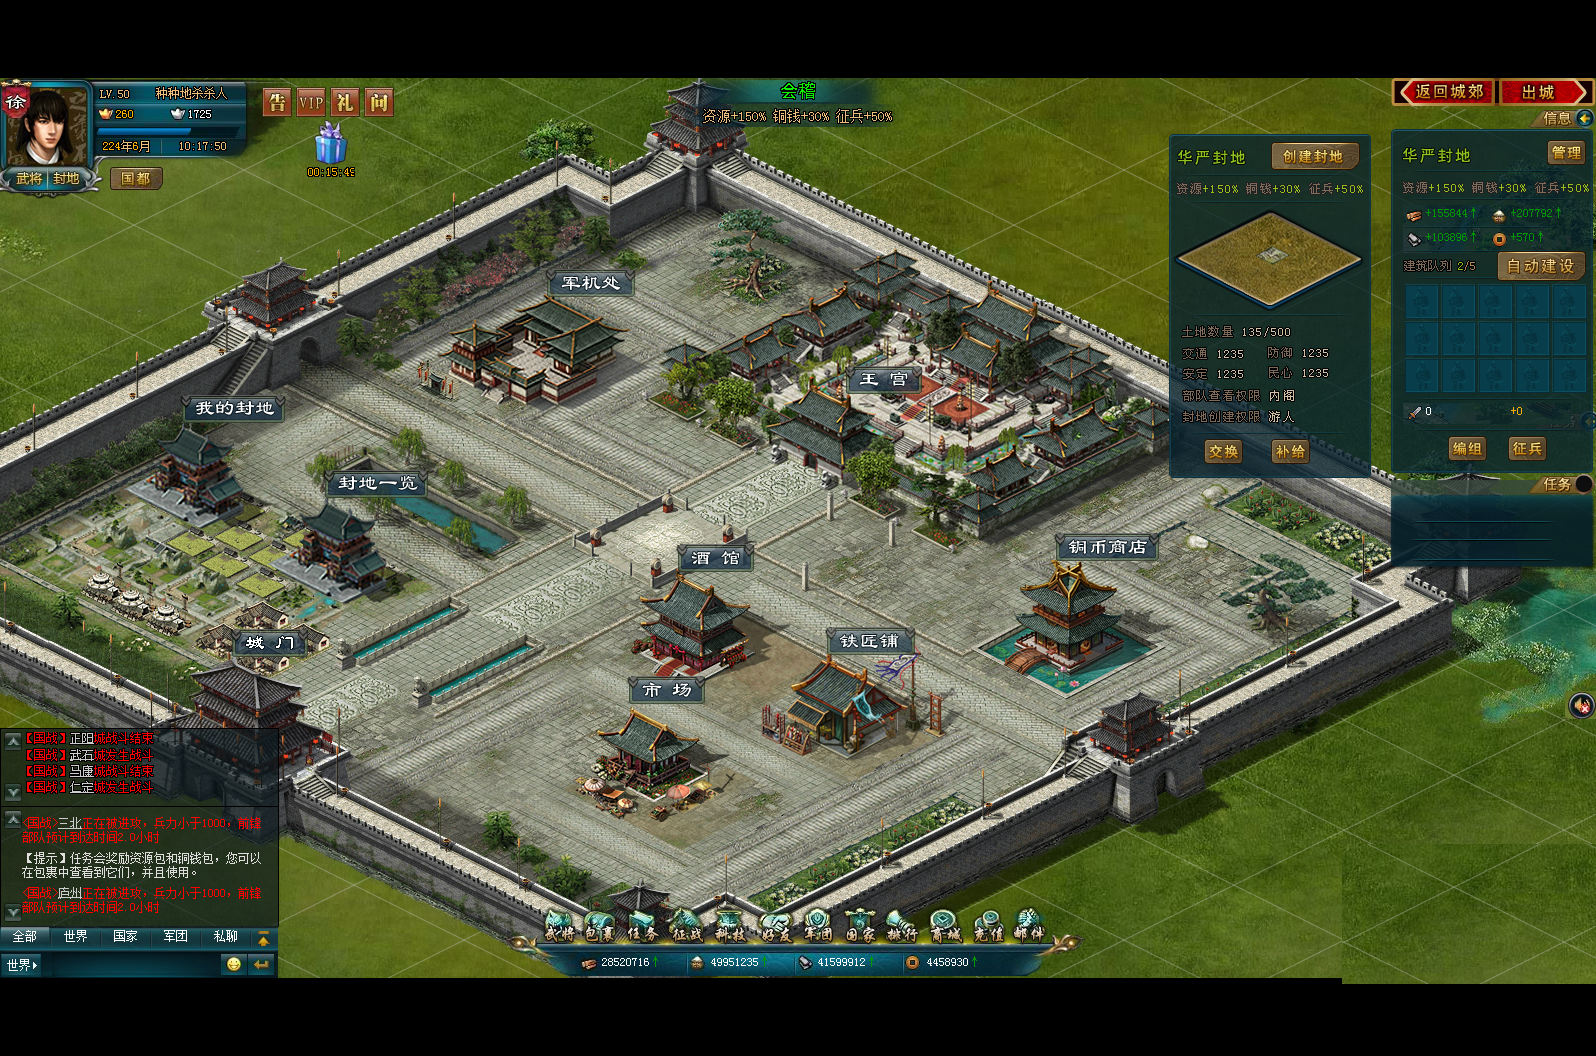 徐
LV.50 种种地杀杀人
260 1725
224年6月 10:17:50
武将 封地
国都
告 VIP 礼 问
00:15:49
会稽
资源+150% 铜钱+30% 征兵+50%
返回城郊 出城
信息
华严封地 创建封地
资源+150% 铜钱+30% 征兵+50%
土地数量 135/500
交通 1235 防御 1235
安定 1235 民心 1235
部队查看权限 内阁
封地创建权限 游人
交换 补给
华严封地 管理
资源+150% 铜钱+30% 征兵+50%
+155844↑ +207792↑
+103896↑ +570↑
建筑队列 2/5 自动建设
0 +0
编组 征兵
任务
军机处
王宫
我的封地
封地一览
酒馆
铜币商店
城门
铁匠铺
市场
【国战】正阳城战斗结束
【国战】武石城发生战斗
【国战】马康城战斗结束
【国战】仁定城发生战斗
<国战>三北正在被进攻，兵力小于1000，前锋
部队预计到达时间2.0小时
【提示】任务会奖励资源包和铜钱包，您可以
在包裹中查看到它们，并且使用。
<国战>庐州正在被进攻，兵力小于1000，前锋
部队预计到达时间2.0小时
全部 世界 国家 军团 私聊
世界
武将 包裹 任务 征战 科技 好友 军团 国家 排行 商城 充值 邮件
28520716↑ 49951235↑ 41599912↑ 4458930↑